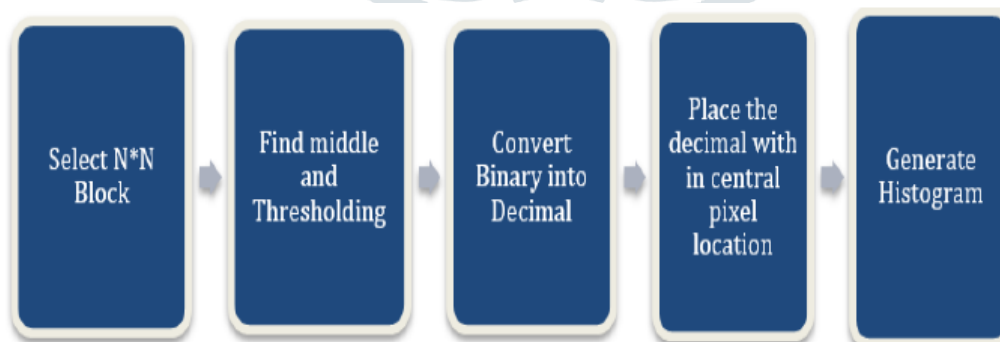 Select N*N
Block
Find middle
and
Thresholding
Convert
Binary into
Decimal
Place the
decimal with
in central
pixel
location
Generate
Histogram